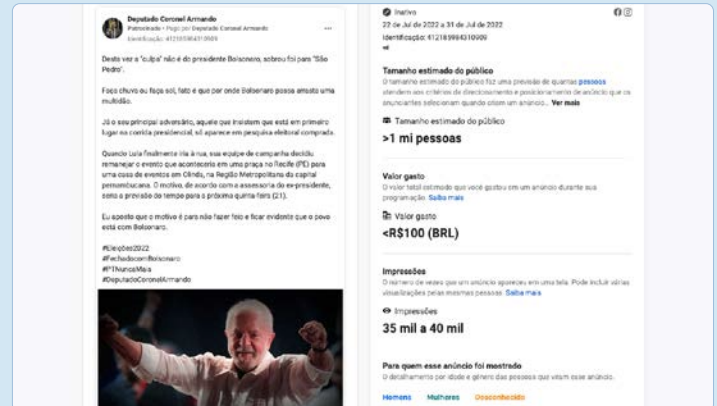 Deputado Coronel Armando
Patrocinado • Pago por Deputado Coronel Armando
Identificação: 412185984310909
Desta vez a "culpa" não é do presidente Bolsonaro, sobrou foi para "São
Pedro".
Faça chuva ou faça sol, fato é que por onde Bolsonaro passa arrasta uma
multidão.
Já o seu principal adversário, aquele que insistem que está em primeiro
lugar na corrida presidencial, só aparece em pesquisa eleitoral comprada.
Quando Lula finalmente iria à rua, sua equipe de campanha decidiu
remanejar o evento que aconteceria em uma praça no Recife (PE) para
uma casa de eventos em Olinda, na Região Metropolitana da capital
pernambucana. O motivo, de acordo com a assessoria do ex-presidente,
seria a previsão do tempo para a próxima quinta-feira (21).
Eu aposto que o motivo é para não fazer feio e ficar evidente que o povo
está com Bolsonaro.
#Eleições2022
#FechadocomBolsonaro
#PTNuncaMais
#DeputadoCoronelArmando
Inativo
22 de Jul de 2022 a 31 de Jul de 2022
Identificação: 412185984310909
Tamanho estimado do público
O tamanho estimado do público faz uma previsão de quantas pessoas
atendem aos critérios de direcionamento e posicionamento de anúncio que os
anunciantes selecionam quando criam um anúncio... Ver mais
Tamanho estimado do público
>1 mi pessoas
Valor gasto
O valor total estimado que você gastou em um anúncio durante sua
programação. Saiba mais
Valor gasto
<R$100 (BRL)
Impressões
O número de vezes que um anúncio apareceu em uma tela. Pode incluir várias
visualizações pelas mesmas pessoas. Saiba mais
Impressões
35 mil a 40 mil
Para quem esse anúncio foi mostrado
O detalhamento por idade e gênero das pessoas que viram esse anúncio.
Homens Mulheres Desconhecido